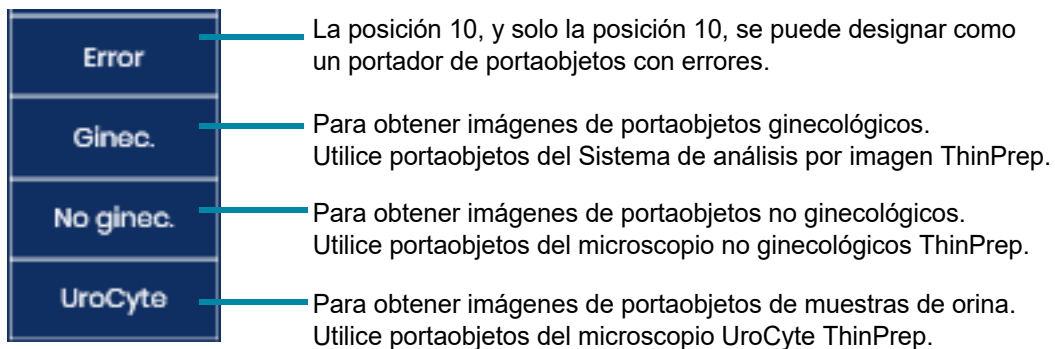 Error
La posición 10, y solo la posición 10, se puede designar como
un portador de portaobjetos con errores.
Ginec.
Para obtener imágenes de portaobjetos ginecológicos.
Utilice portaobjetos del Sistema de análisis por imagen ThinPrep.
No ginec.
Para obtener imágenes de portaobjetos no ginecológicos.
Utilice portaobjetos del microscopio no ginecológicos ThinPrep.
UroCyte
Para obtener imágenes de portaobjetos de muestras de orina.
Utilice portaobjetos del microscopio UroCyte ThinPrep.